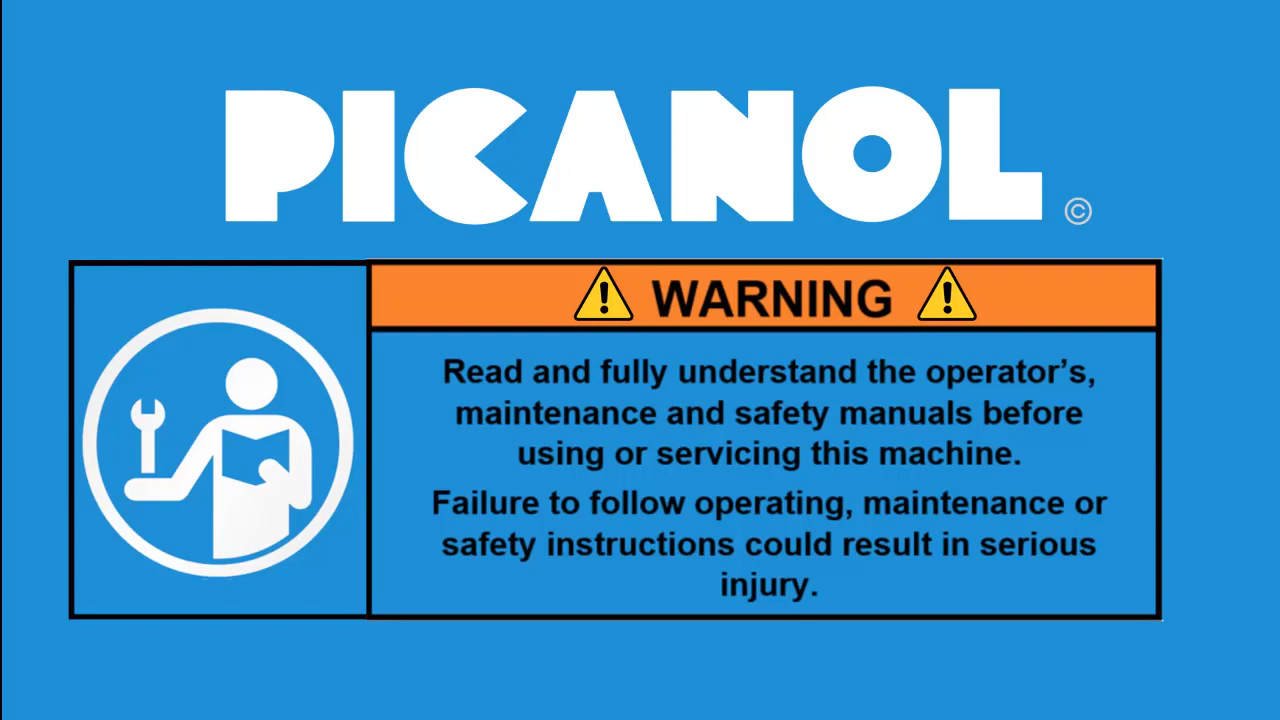 PICANOL ©
WARNING
Read and fully understand the operator’s,
maintenance and safety manuals before
using or servicing this machine.
Failure to follow operating, maintenance or
safety instructions could result in serious
injury.